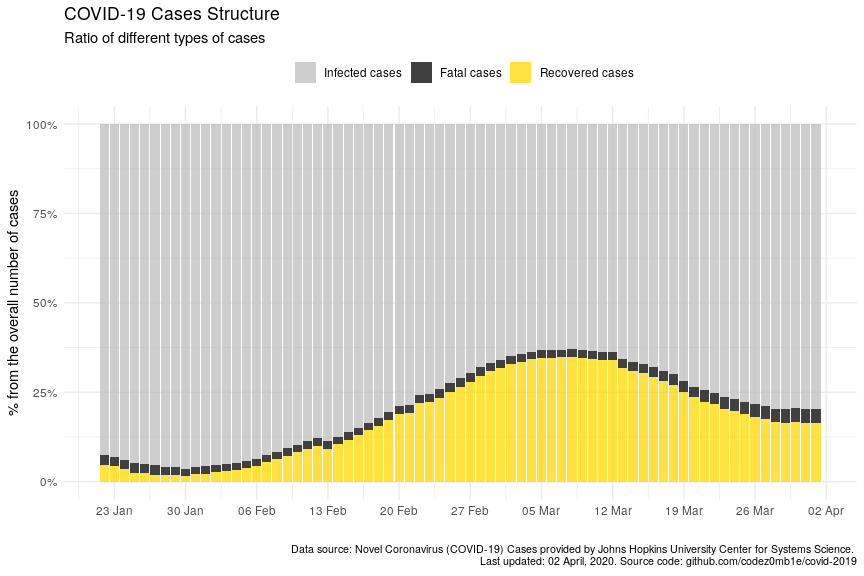 COVID-19 Cases Structure
Ratio of different types of cases
Infected cases Fatal cases Recovered cases
% from the overall number of cases
100%
75%
50%
25%
0%
23 Jan 30 Jan 06 Feb 13 Feb 20 Feb 27 Feb 05 Mar 12 Mar 19 Mar 26 Mar 02 Apr
Data source: Novel Coronavirus (COVID-19) Cases provided by Johns Hopkins University Center for Systems Science.
Last updated: 02 April, 2020. Source code: github.com/codez0mb1e/covid-2019